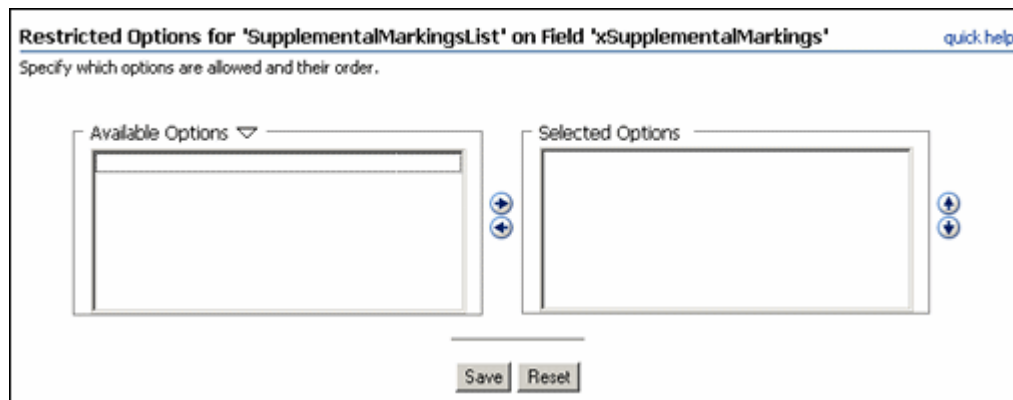 Restricted Options for 'SupplementalMarkingsList' on Field 'xSupplementalMarkings'
quick help
Specify which options are allowed and their order.
Available Options
Selected Options
Save
Reset